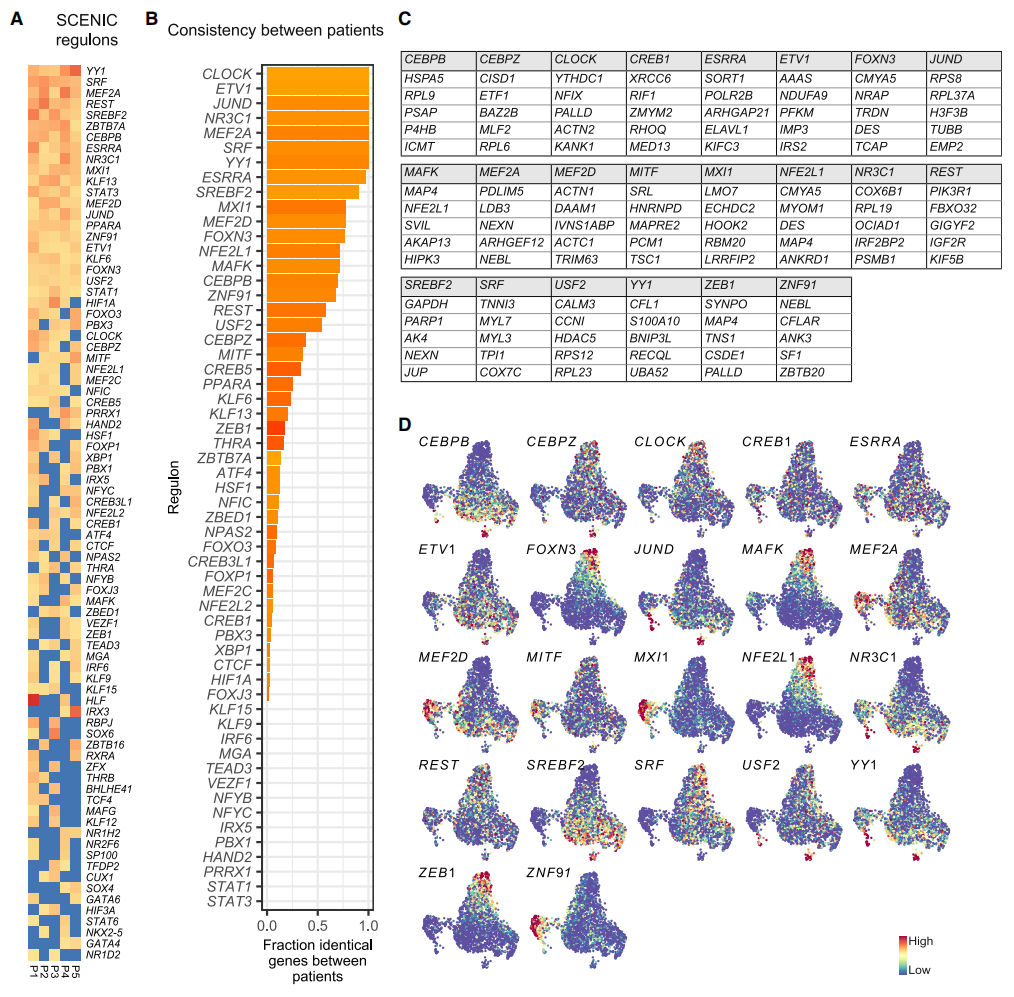 A
SCENIC
regulons
YY1
SRF
MEF2A
REST
SREBF2
ZBTB7A
CEBPB
ESRRA
NR3C1
MXI1
KLF13
STAT3
MEF2D
JUND
PPARA
ZNF91
ETV1
KLF6
FOXN3
USF2
STAT1
HIF1A
FOXO3
PBX3
CLOCK
CEBPZ
MITF
NFE2L1
MEF2C
NFIC
CREB5
PRRX1
HAND2
HSF1
FOXP1
XBP1
PBX1
IRX5
NFYC
CREB3L1
NFE2L2
CREB1
ATF4
CTCF
NPAS2
THRA
NFYB
FOXJ3
MAFK
ZBED1
VEZF1
ZEB1
TEAD3
MGA
IRF6
KLF9
KLF15
HLF
IRX3
RBPJ
SOX6
ZBTB16
RXRA
ZFX
THRB
BHLHE41
TCF4
MAFG
KLF12
NR1H2
NR2F6
SP100
TFDP2
CUX1
SOX4
GATA6
HIF3A
STAT6
NKX2-5
GATA4
NR1D2
P1 P2 P3 P4 P5
B
Consistency between patients
Regulon
CLOCK
ETV1
JUND
NR3C1
MEF2A
SRF
YY1
ESRRA
SREBF2
MXI1
MEF2D
FOXN3
NFE2L1
MAFK
CEBPB
ZNF91
REST
USF2
CEBPZ
MITF
CREB5
PPARA
KLF6
KLF13
ZEB1
THRA
ZBTB7A
ATF4
HSF1
NFIC
ZBED1
NPAS2
FOXO3
CREB3L1
FOXP1
MEF2C
NFE2L2
CREB1
PBX3
XBP1
CTCF
HIF1A
FOXJ3
KLF15
KLF9
IRF6
MGA
TEAD3
VEZF1
NFYB
NFYC
IRX5
PBX1
HAND2
PRRX1
STAT1
STAT3
0.0 0.5 1.0
Fraction identical
genes between
patients
C
CEBPB CEBPZ CLOCK CREB1 ESRRA ETV1 FOXN3 JUND
HSPA5 CISD1 YTHDC1 XRCC6 SORT1 AAAS CMYA5 RPS8
RPL9 ETF1 NFIX RIF1 POLR2B NDUFA9 NRAP RPL37A
PSAP BAZ2B PALLD ZMYM2 ARHGAP21 PFKM TRDN H3F3B
P4HB MLF2 ACTN2 RHOQ ELAVL1 IMP3 DES TUBB
ICMT RPL6 KANK1 MED13 KIFC3 IRS2 TCAP EMP2
MAFK MEF2A MEF2D MITF MXI1 NFE2L1 NR3C1 REST
MAP4 PDLIM5 ACTN1 SRL LMO7 CMYA5 COX6B1 PIK3R1
NFE2L1 LDB3 DAAM1 HNRNPD ECHDC2 MYOM1 RPL19 FBXO32
SVIL NEXN IVNS1ABP MAPRE2 HOOK2 DES OCIAD1 GIGYF2
AKAP13 ARHGEF12 ACTC1 PCM1 RBM20 MAP4 IRF2BP2 IGF2R
HIPK3 NEBL TRIM63 TSC1 LRRFIP2 ANKRD1 PSMB1 KIF5B
SREBF2 SRF USF2 YY1 ZEB1 ZNF91
GAPDH TNNI3 CALM3 CFL1 SYNPO NEBL
PARP1 MYL7 CCNI S100A10 MAP4 CFLAR
AK4 MYL3 HDAC5 BNIP3L TNS1 ANK3
NEXN TPI1 RPS12 RECQL CSDE1 SF1
JUP COX7C RPL23 UBA52 PALLD ZBTB20
D
CEBPB CEBPZ CLOCK CREB1 ESRRA
ETV1 FOXN3 JUND MAFK MEF2A
MEF2D MITF MXI1 NFE2L1 NR3C1
REST SREBF2 SRF USF2 YY1
ZEB1 ZNF91
High
Low